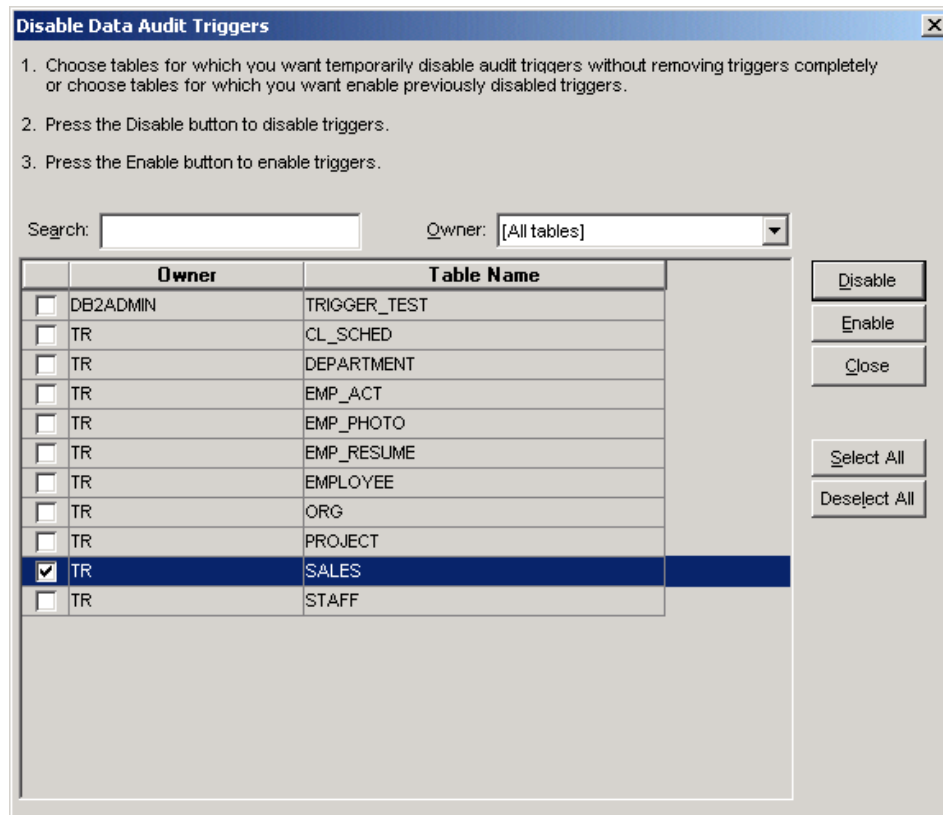 Disable Data Audit Triggers
1. Choose tables for which you want temporarily disable audit triggers without removing triggers completely
or choose tables for which you want enable previously disabled triggers.
2. Press the Disable button to disable triggers.
3. Press the Enable button to enable triggers.
Search: Owner: [All tables]
Owner Table Name
DB2ADMIN TRIGGER_TEST
TR CL_SCHED
TR DEPARTMENT
TR EMP_ACT
TR EMP_PHOTO
TR EMP_RESUME
TR EMPLOYEE
TR ORG
TR PROJECT
TR SALES
TR STAFF
Disable
Enable
Close
Select All
Deselect All